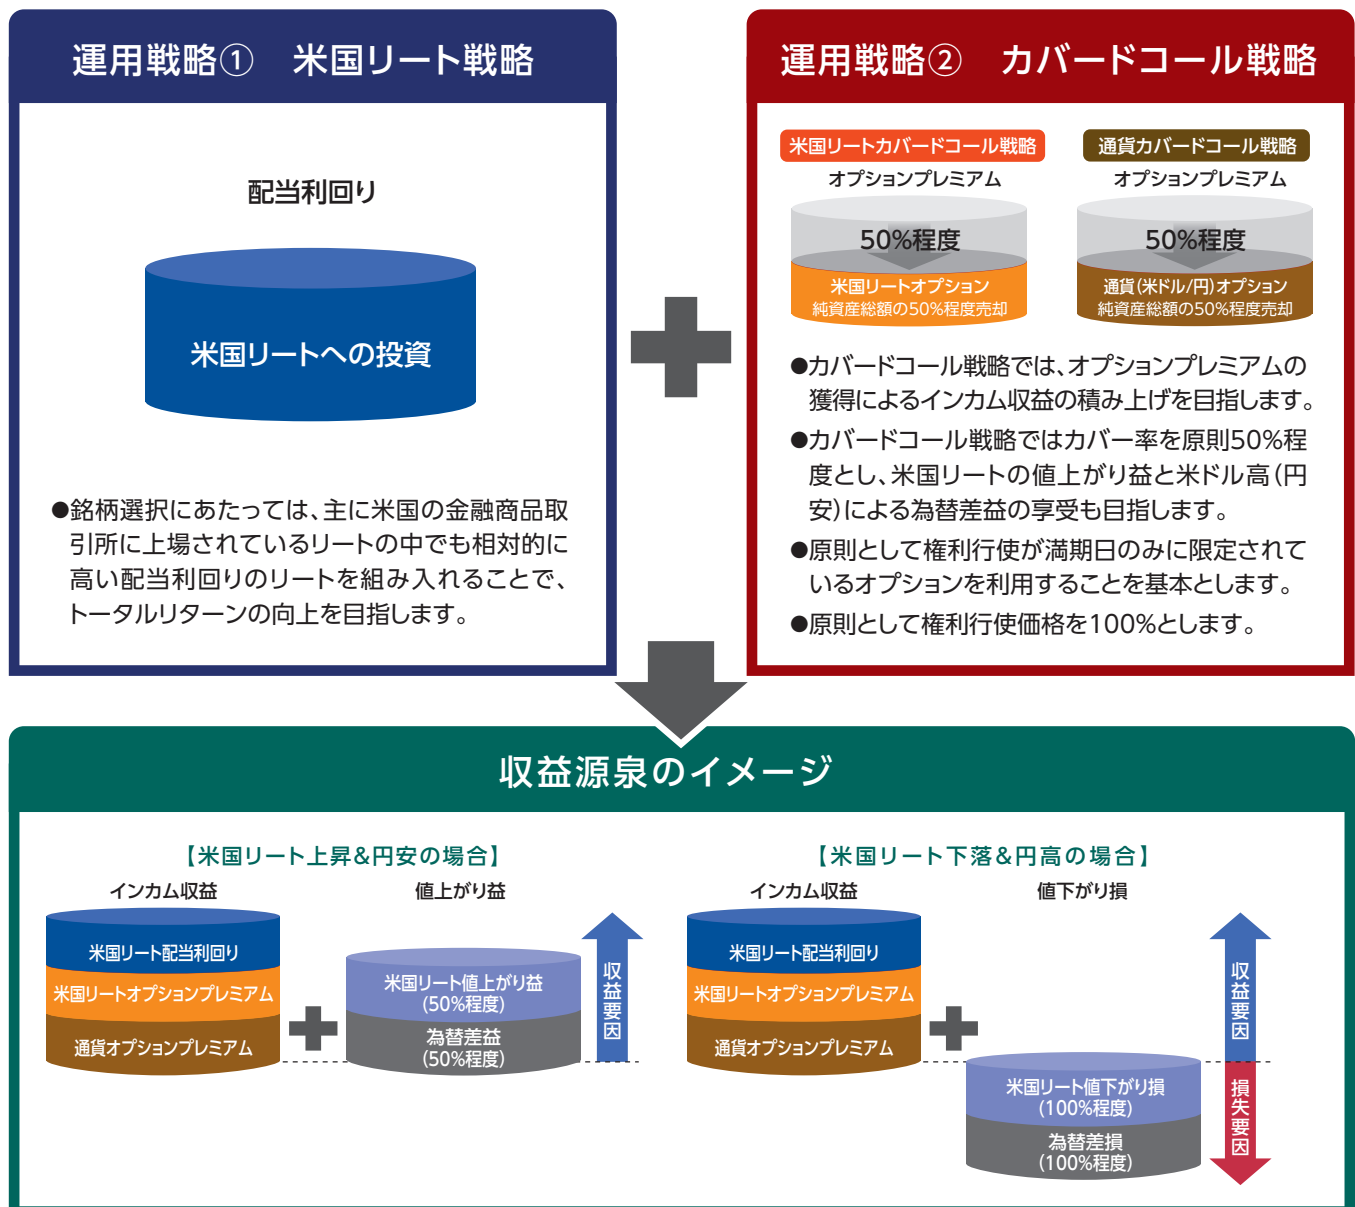 運用戦略① 米国リート戦略
配当利回り
米国リートへの投資
●銘柄選択にあたっては、主に米国の金融商品取
引所に上場されているリートの中でも相対的に
高い配当利回りのリートを組み入れることで、
トータルリターンの向上を目指します。
運用戦略② カバードコール戦略
米国リートカバードコール戦略
オプションプレミアム
50%程度
米国リートオプション
純資産総額の50%程度売却
通貨カバードコール戦略
オプションプレミアム
50%程度
通貨(米ドル/円)オプション
純資産総額の50%程度売却
●カバードコール戦略では、オプションプレミアムの
獲得によるインカム収益の積み上げを目指します。
●カバードコール戦略ではカバー率を原則50%程
度とし、米国リートの値上がり益と米ドル高(円
安)による為替差益の享受も目指します。
●原則として権利行使が満期日のみに限定されて
いるオプションを利用することを基本とします。
●原則として権利行使価格を100%とします。
収益源泉のイメージ
【米国リート上昇&円安の場合】
インカム収益
米国リート配当利回り
米国リートオプションプレミアム
通貨オプションプレミアム
値上がり益
米国リート値上がり益
(50%程度)
為替差益
(50%程度)
収益要因
【米国リート下落&円高の場合】
インカム収益
米国リート配当利回り
米国リートオプションプレミアム
通貨オプションプレミアム
値下がり損
米国リート値下がり損
(100%程度)
為替差損
(100%程度)
収益要因
損失要因